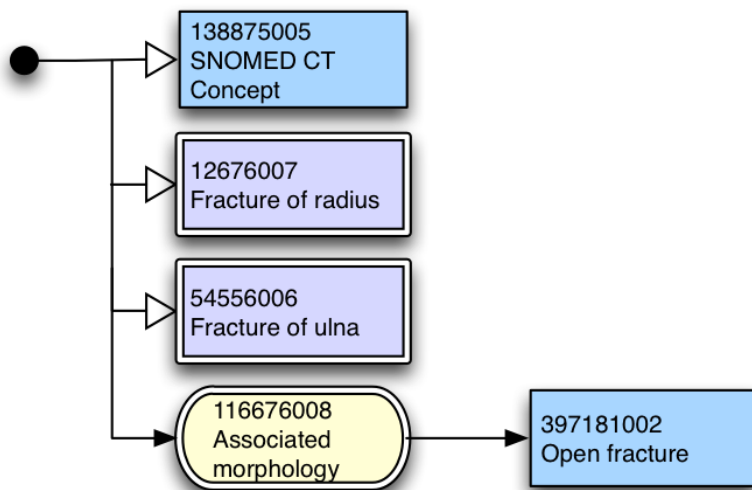 138875005
SNOMED CT
Concept
12676007
Fracture of radius
54556006
Fracture of ulna
116676008
Associated
morphology
397181002
Open fracture